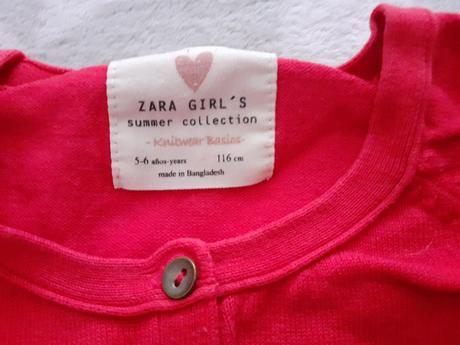 ZARA GIRL´S
summer collection
- Knitwear Basics -
5-6 años-years 116 cm
made in Bangladesh